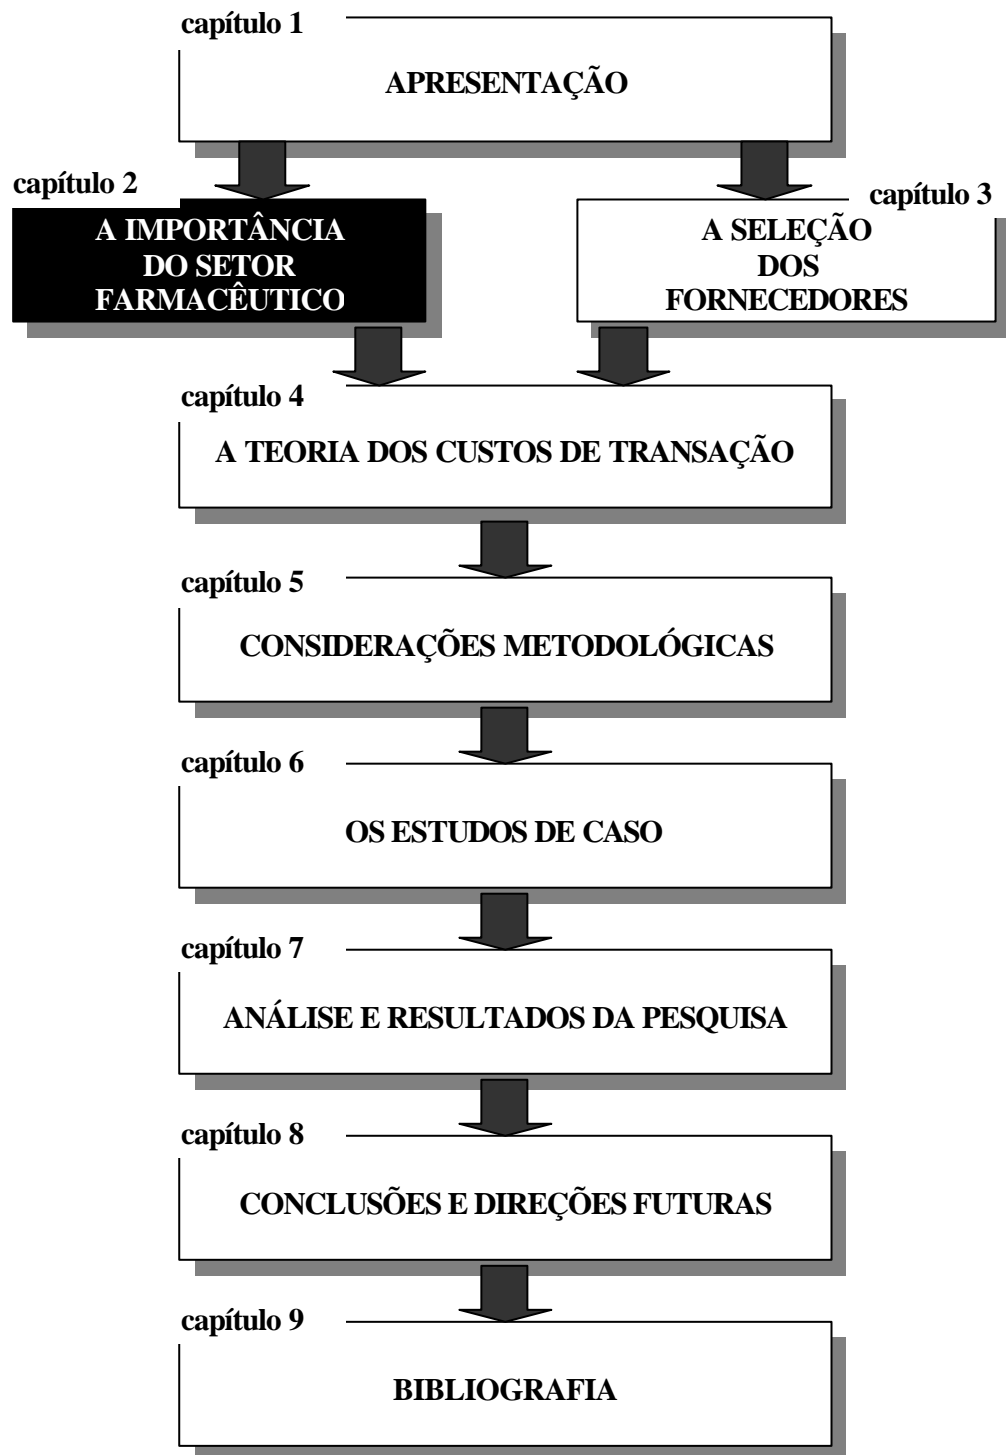 capítulo 1
APRESENTAÇÃO
capítulo 2
A IMPORTÂNCIA
DO SETOR
FARMACÊUTICO
capítulo 3
A SELEÇÃO
DOS
FORNECEDORES
capítulo 4
A TEORIA DOS CUSTOS DE TRANSAÇÃO
capítulo 5
CONSIDERAÇÕES METODOLÓGICAS
capítulo 6
OS ESTUDOS DE CASO
capítulo 7
ANÁLISE E RESULTADOS DA PESQUISA
capítulo 8
CONCLUSÕES E DIREÇÕES FUTURAS
capítulo 9
BIBLIOGRAFIA